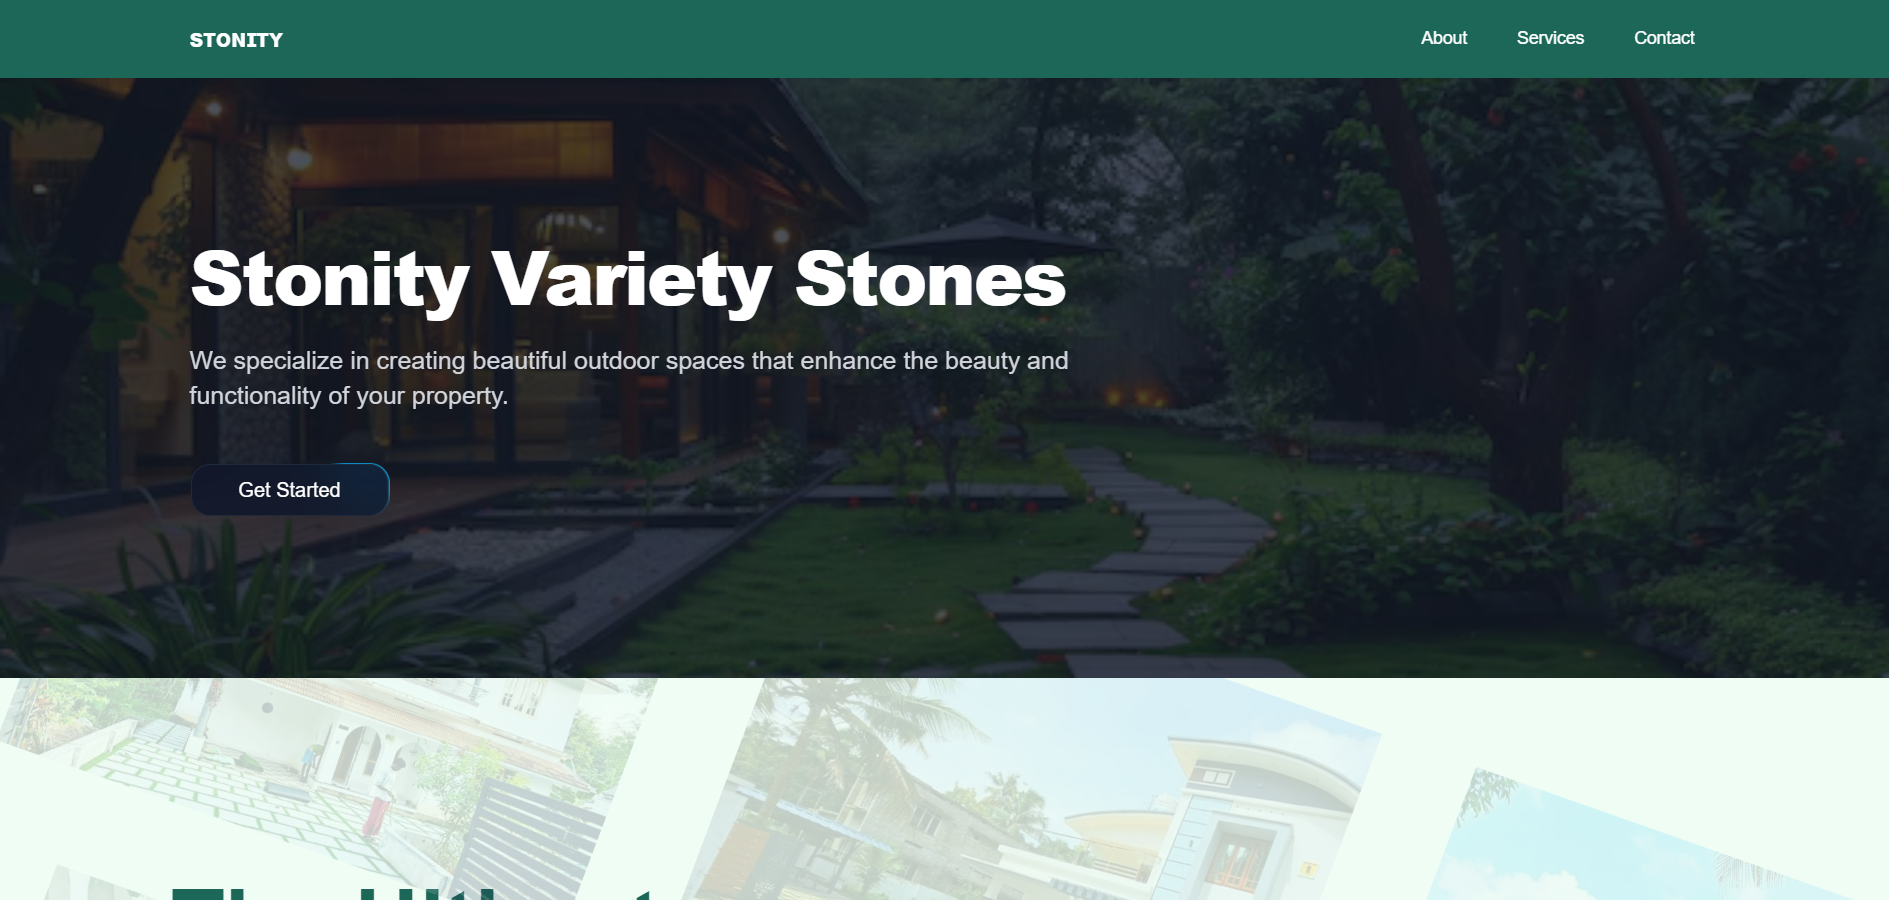 STONITY
About Services Contact
Stonity Variety Stones
We specialize in creating beautiful outdoor spaces that enhance the beauty and
functionality of your property.
Get Started